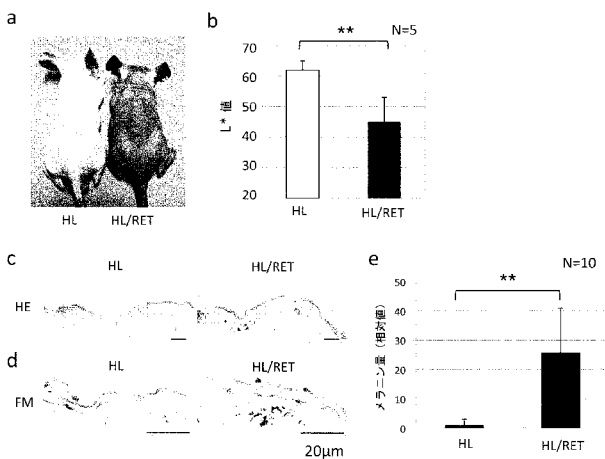 a
HL HL/RET
b
N=5
**
L* 値
70
60
50
40
30
20
HL HL/RET
c
HL HL/RET
HE
d
HL HL/RET
FM
20μm
e
N=10
**
メラニン量（相対値）
50
40
30
20
10
0
HL HL/RET